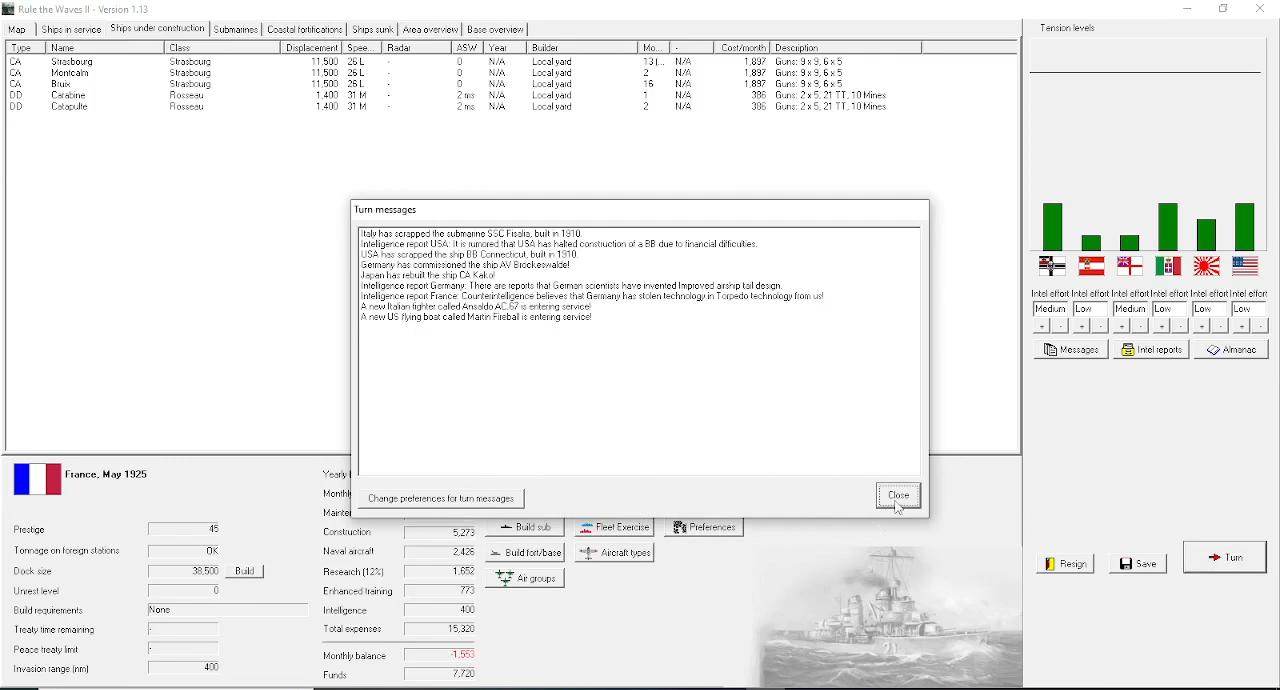 Rule the Waves II - Version 1.13
Map Ships in service Ships under construction Submarines Coastal fortifications Ships sunk Area overview Base overview
Type Name Class Displacement Spee... Radar ASW Year Builder Mo... - Cost/month Description
CA Strasbourg Strasbourg 11,500 26 L - 0 N/A Local yard 13 (... N/A 1,897 Guns: 9 x 9, 6 x 5
CA Montcalm Strasbourg 11,500 26 L - 0 N/A Local yard 2 N/A 1,897 Guns: 9 x 9, 6 x 5
CA Bruix Strasbourg 11,500 26 L - 0 N/A Local yard 16 N/A 1,897 Guns: 9 x 9, 6 x 5
DD Carabine Rosseau 1,400 31 M - 2 ms N/A Local yard 1 N/A 386 Guns: 2 x 5, 21 TT, 10 Mines
DD Catapulte Rosseau 1,400 31 M - 2 ms N/A Local yard 2 N/A 386 Guns: 2 x 5, 21 TT, 10 Mines
Tension levels
Turn messages
Italy has scrapped the submarine SSC Fisalia, built in 1910.
Intelligence report USA: It is rumored that USA has halted construction of a BB due to financial difficulties.
USA has scrapped the ship BB Connecticut, built in 1910.
Germany has commissioned the ship AV Brockenwalde!
Japan has rebuilt the ship DD Kaito!
Intelligence report Germany: There are reports that German scientists have invented Improved airship tail design.
Intelligence report France: Counterintelligence believes that Germany has stolen technology in Torpedo technology from us!
A new Italian fighter called Ansaldo AC.67 is entering service!
A new US flying boat called Martin Fireball is entering service!
Change preferences for turn messages Close
Intel effort Intel effort Intel effort Intel effort Intel effort Intel effort
Medium Low Medium Low Low Low
+ - + - + - + - + - + -
Messages Intel reports Almanac
France, May 1925
Prestige 45
Tonnage on foreign stations OK
Dock size 38,500 Build
Unrest level 0
Build requirements None
Treaty time remaining -
Peace treaty limit -
Invasion range (nm) 400
Yearly
Monthl
Mainter
Construction 5,273
Naval aircraft 2,426
Research (12%) 1,652
Enhanced training 773
Intelligence 400
Total expenses 15,320
Monthly balance -1,553
Funds 7,720
Build sub Fleet Exercise Preferences
Build fort/base Aircraft types
Air groups
Resign Save Turn
21